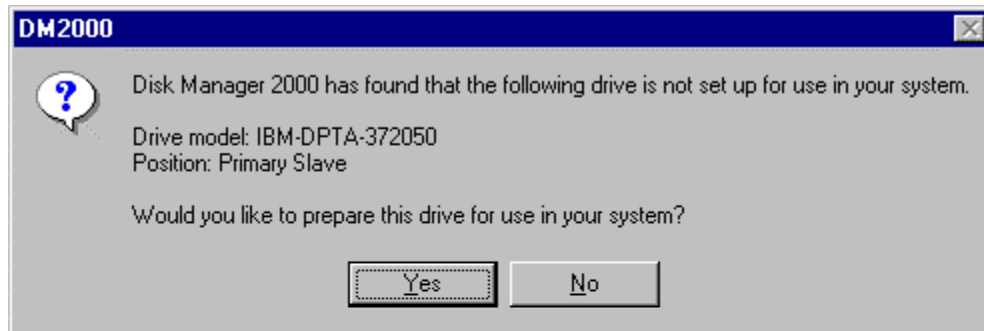 DM2000
Disk Manager 2000 has found that the following drive is not set up for use in your system.
Drive model: IBM-DPTA-372050
Position: Primary Slave
Would you like to prepare this drive for use in your system?
Yes
No